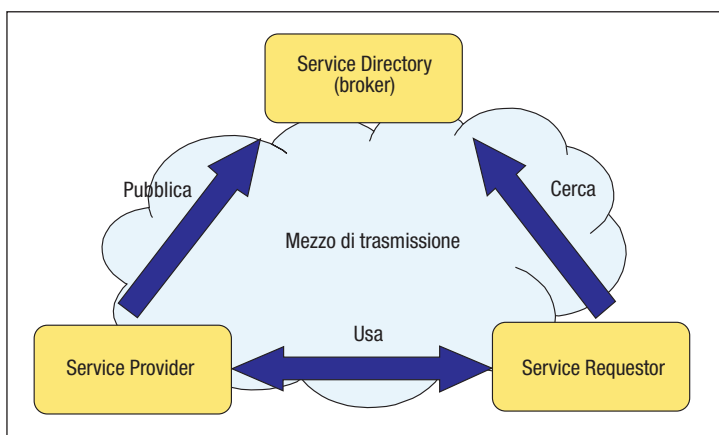 Service Directory
(broker)
Pubblica
Cerca
Mezzo di trasmissione
Usa
Service Provider
Service Requestor